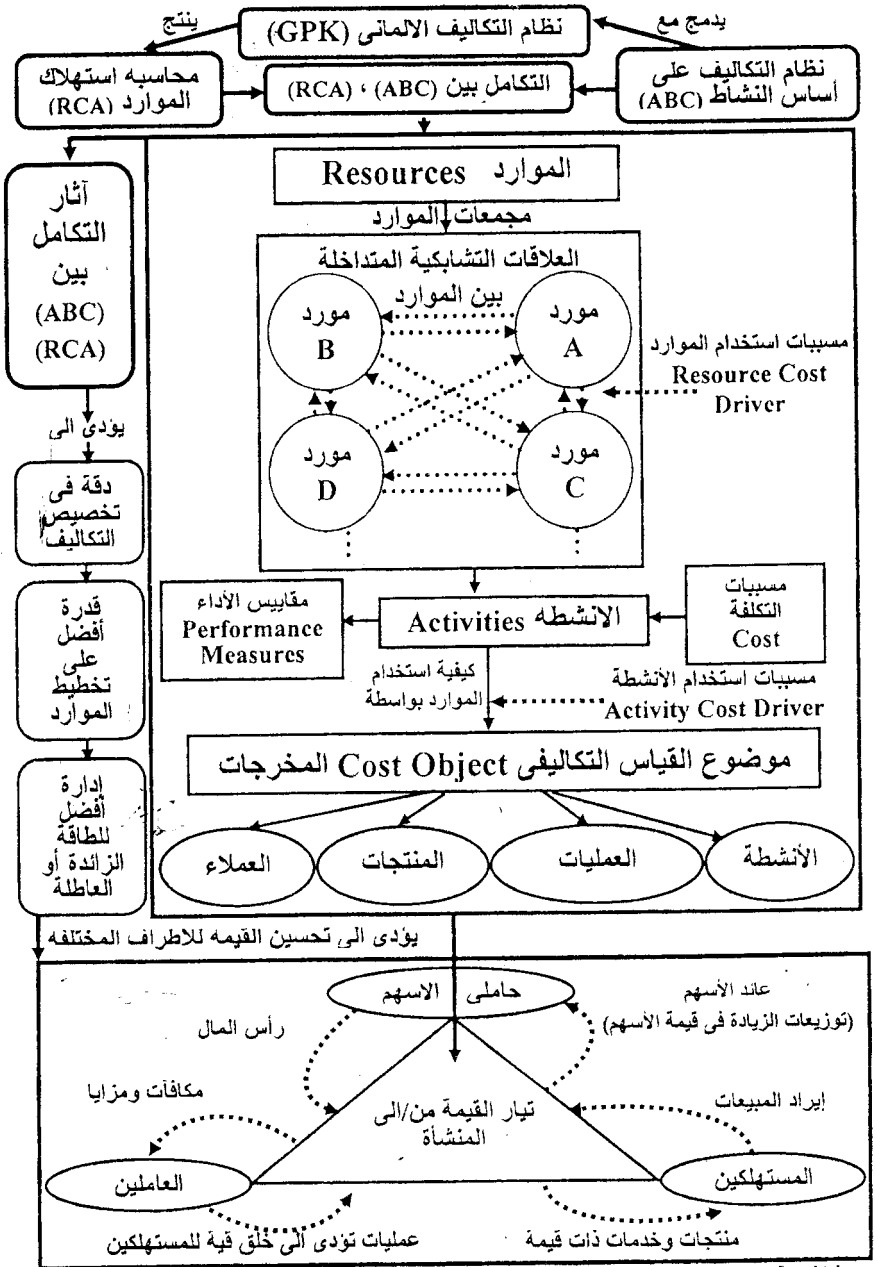 يدمج مع
نظام التكاليف الالمانى (GPK)
ينتج
نظام التكاليف على
أساس النشاط (ABC)
التكامل بين (ABC) ، (RCA)
محاسبه استهلاك
الموارد (RCA)
الموارد Resources
مجمعات الموارد
العلاقات التشابكية المتداخلة
بين الموارد
مورد
A
مورد
B
مورد
C
مورد
D
مسببات استخدام الموارد
Resource Cost
Driver
آثار
التكامل
بين
(ABC)
(RCA)
يؤدى الى
دقة فى
تخصيص
التكاليف
قدرة
أفضل
على
تخطيط
الموارد
إدارة
أفضل
للطاقة
الزائدة أو
العاطلة
مسببات
التكلفة
Cost
الانشطه Activities
مقاييس الأداء
Performance
Measures
مسببات استخدام الأنشطة
Activity Cost Driver
كيفية استخدام
الموارد بواسطة
موضوع القياس التكاليفى Cost Object المخرجات
الأنشطة
العمليات
المنتجات
العملاء
يؤدى الى تحسين القيمه للاطراف المختلفه
حاملى الاسهم
عائد الأسهم
(توزيعات الزيادة فى قيمة الأسهم)
رأس المال
مكافآت ومزايا
إيراد المبيعات
تيار القيمة من/الى
المنشأة
المستهلكين
العاملين
منتجات وخدمات ذات قيمة
عمليات تؤدى الى خلق قية للمستهلكين